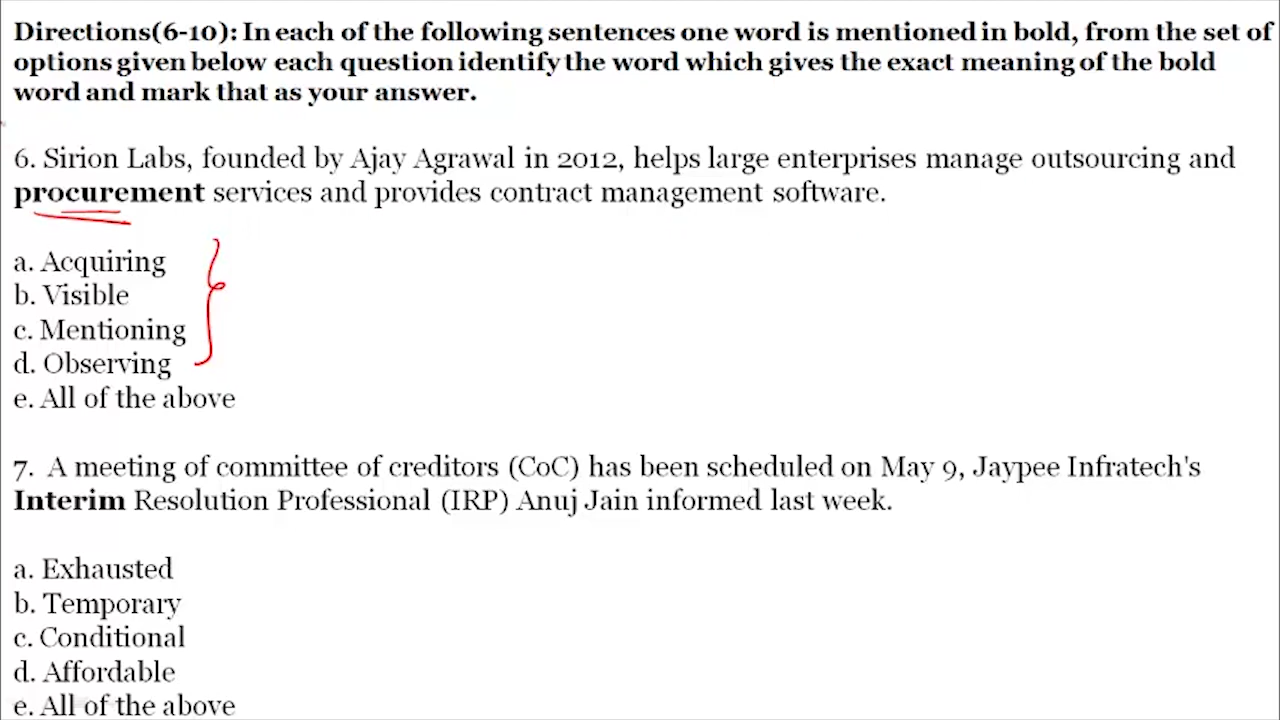 Directions(6-10): In each of the following sentences one word is mentioned in bold, from the set of
options given below each question identify the word which gives the exact meaning of the bold
word and mark that as your answer.
6. Sirion Labs, founded by Ajay Agrawal in 2012, helps large enterprises manage outsourcing and
procurement services and provides contract management software.
a. Acquiring
b. Visible
c. Mentioning
d. Observing
e. All of the above
7. A meeting of committee of creditors (CoC) has been scheduled on May 9, Jaypee Infratech's
Interim Resolution Professional (IRP) Anuj Jain informed last week.
a. Exhausted
b. Temporary
c. Conditional
d. Affordable
e. All of the above